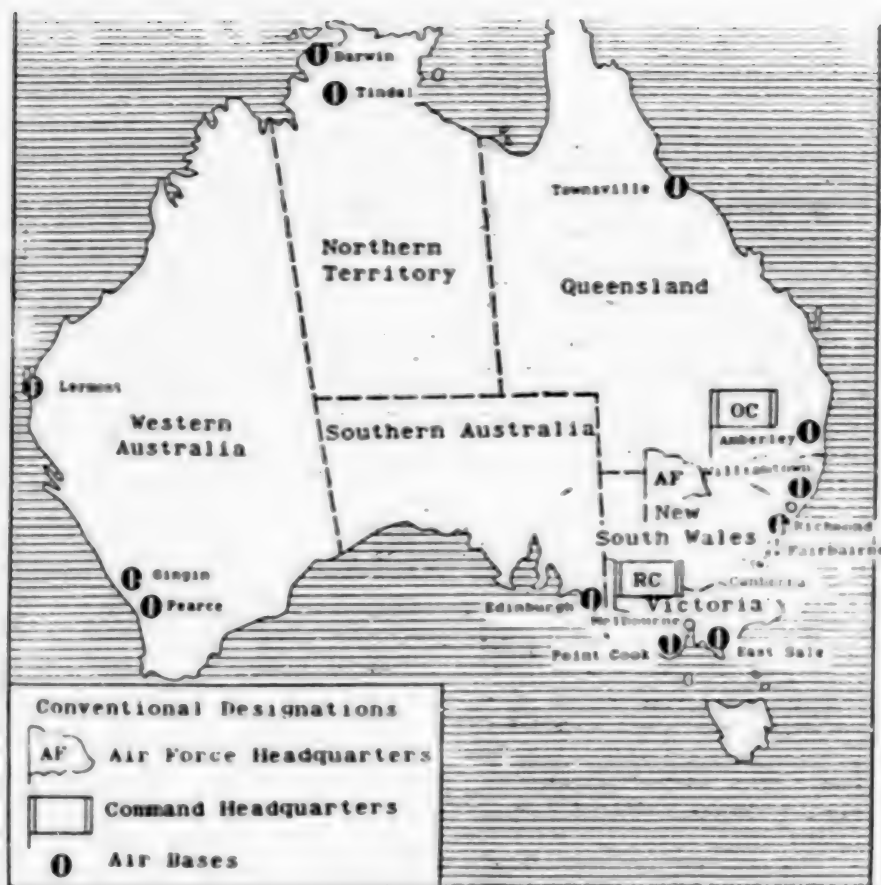 Darwin
Tindal
Townsville
Northern
Territory
Queensland
Lermont
Western
Australia
Southern Australia
OC
Amberley
AF
Williamtown
New
South Wales
Richmond
Fairbairne
Gingin
Pearce
RC
Canberra
Edinburgh
Victoria
Melbourne
Point Cook
East Sale
Conventional Designations
AF Air Force Headquarters
Command Headquarters
Air Bases